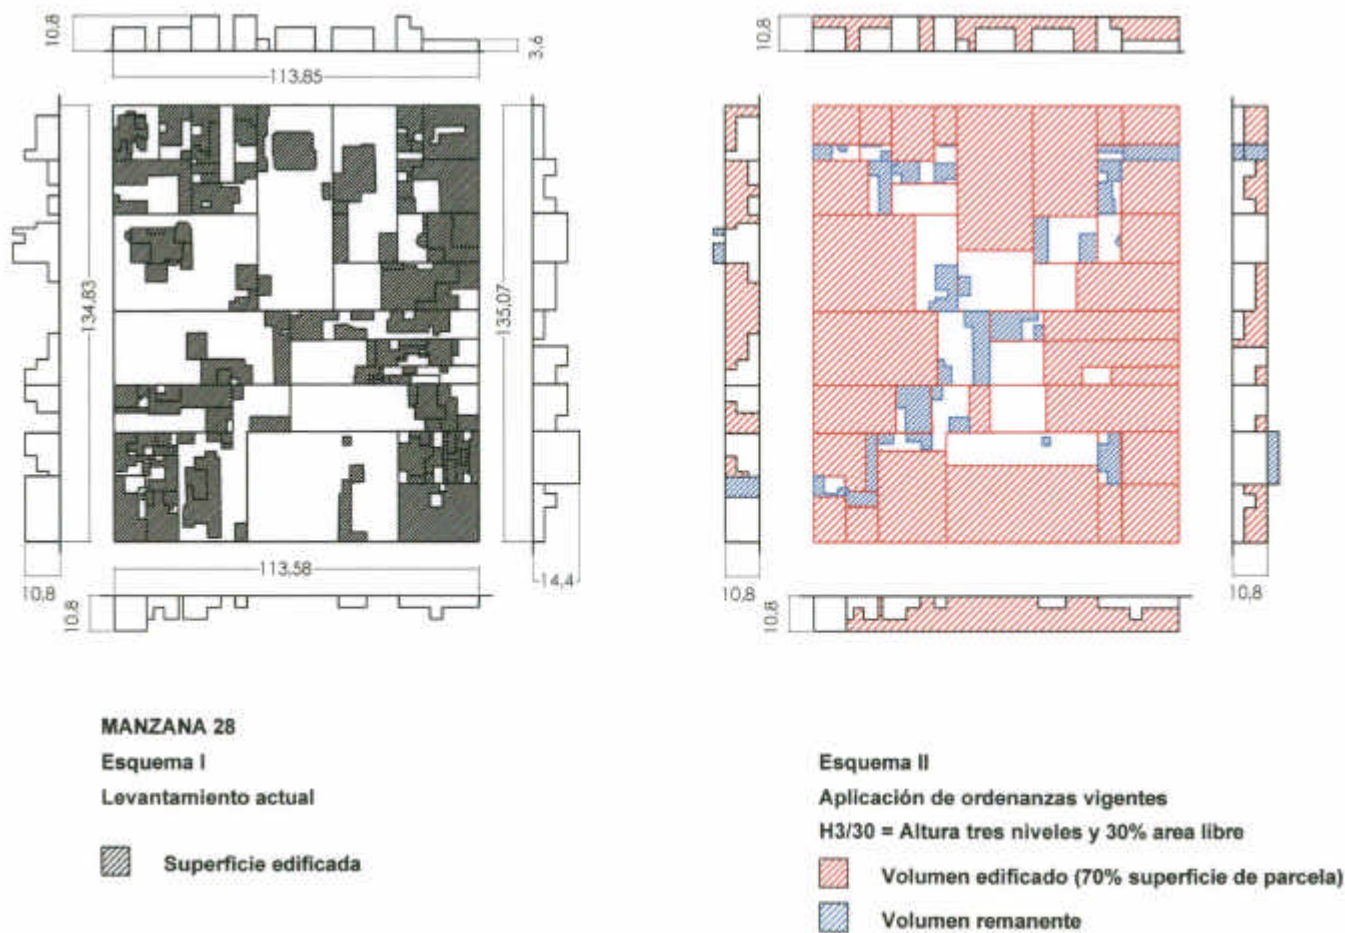 10,8
3,6
113,85
134,83
135,07
113,58
10,8
14,4
10,8
MANZANA 28
Esquema I
Levantamiento actual
Superficie edificada
10,8
10,8
10,8
10,8
Esquema II
Aplicación de ordenanzas vigentes
H3/30 = Altura tres niveles y 30% area libre
Volumen edificado (70% superficie de parcela)
Volumen remanente